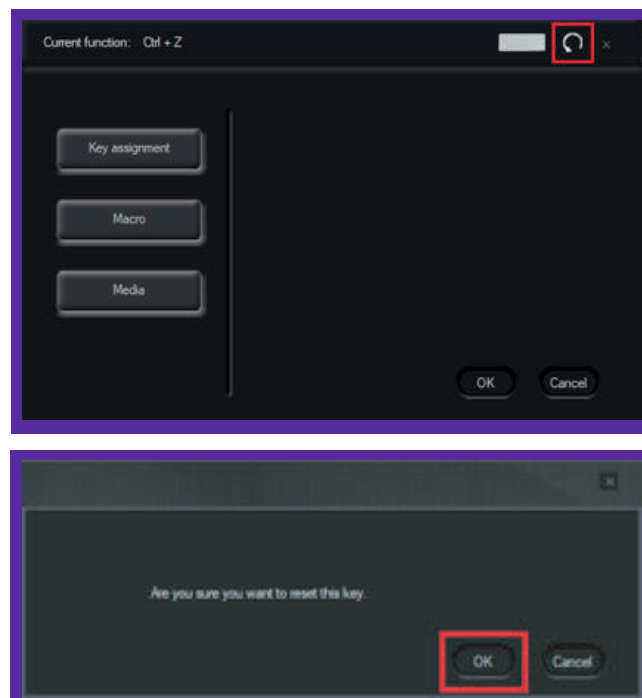 Current function: Ctrl + Z
Key assignment
Macro
Media
OK Cancel
Are you sure you want to reset this key.
OK Cancel